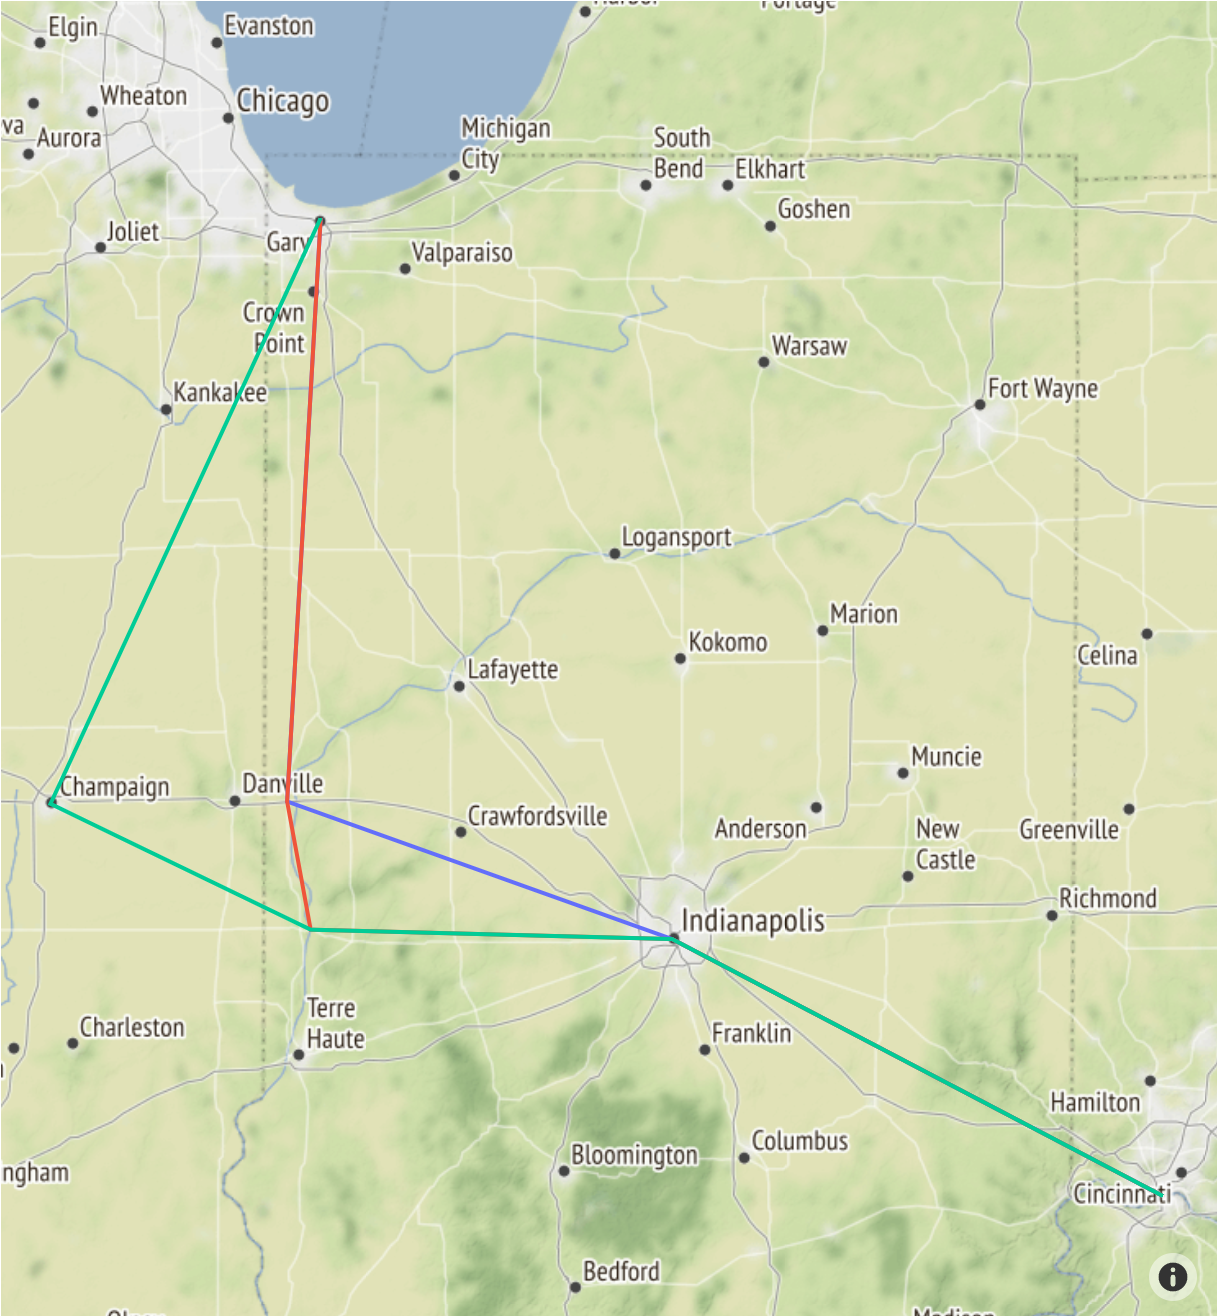 Harbor
Portage
Elgin
Evanston
Wheaton
Chicago
va
Aurora
Michigan
City
South
Bend
Elkhart
Goshen
Joliet
Gary
Valparaiso
Crown
Point
Warsaw
Kankakee
Fort Wayne
Logansport
Marion
Kokomo
Celina
Lafayette
Muncie
Champaign
Danville
Crawfordsville
Anderson
New
Castle
Greenville
Richmond
Indianapolis
Terre
Haute
Charleston
Franklin
Hamilton
Columbus
Bloomington
ngham
Cincinnati
Bedford